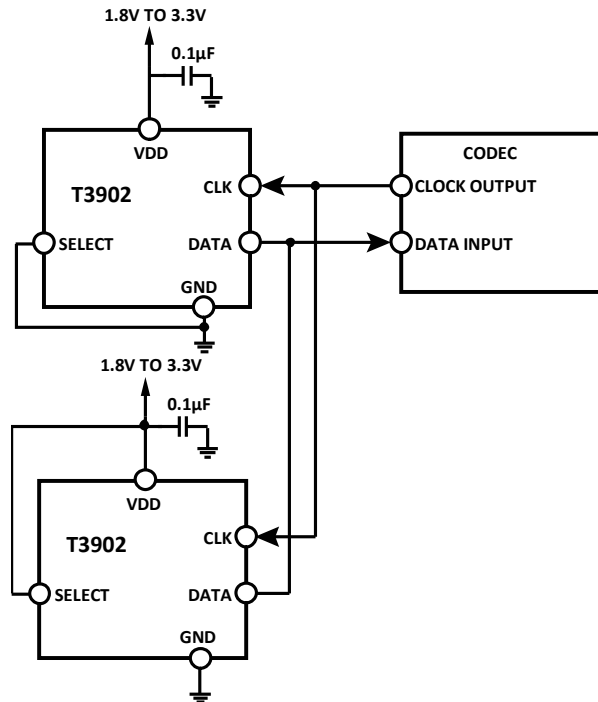 1.8V TO 3.3V
0.1µF
VDD
CODEC
T3902
CLK
CLOCK OUTPUT
SELECT
DATA
DATA INPUT
GND
1.8V TO 3.3V
0.1µF
VDD
T3902
CLK
SELECT
DATA
GND